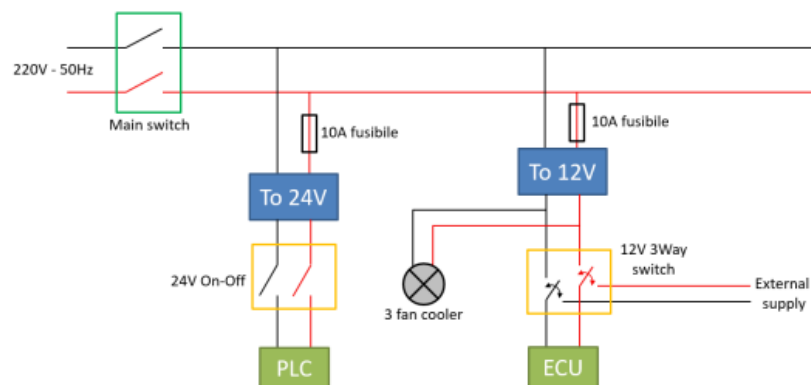 220V - 50Hz
Main switch
10A fusibile
10A fusibile
To 24V
To 12V
24V On-Off
12V 3Way
switch
3 fan cooler
External
supply
PLC
ECU